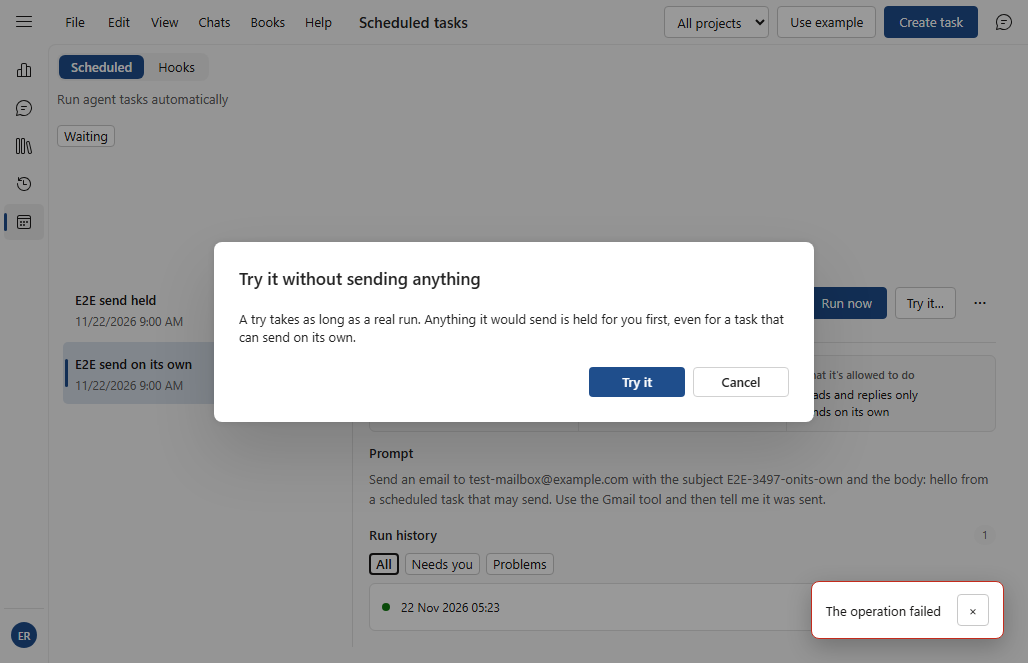 File Edit View Chats Books Help Scheduled tasks All projects Use example Create task
Scheduled Hooks
Run agent tasks automatically
Waiting
E2E send held
11/22/2026 9:00 AM
E2E send on its own
11/22/2026 9:00 AM
Run now Try it... ···
Try it without sending anything
A try takes as long as a real run. Anything it would send is held for you first, even for a task that
can send on its own.
Try it Cancel
it's allowed to do
and replies only
on its own
Prompt
Send an email to test-mailbox@example.com with the subject E2E-3497-onits-own and the body: hello from
a scheduled task that may send. Use the Gmail tool and then tell me it was sent.
Run history 1
All Needs you Problems
22 Nov 2026 05:23
The operation failed ×
ER